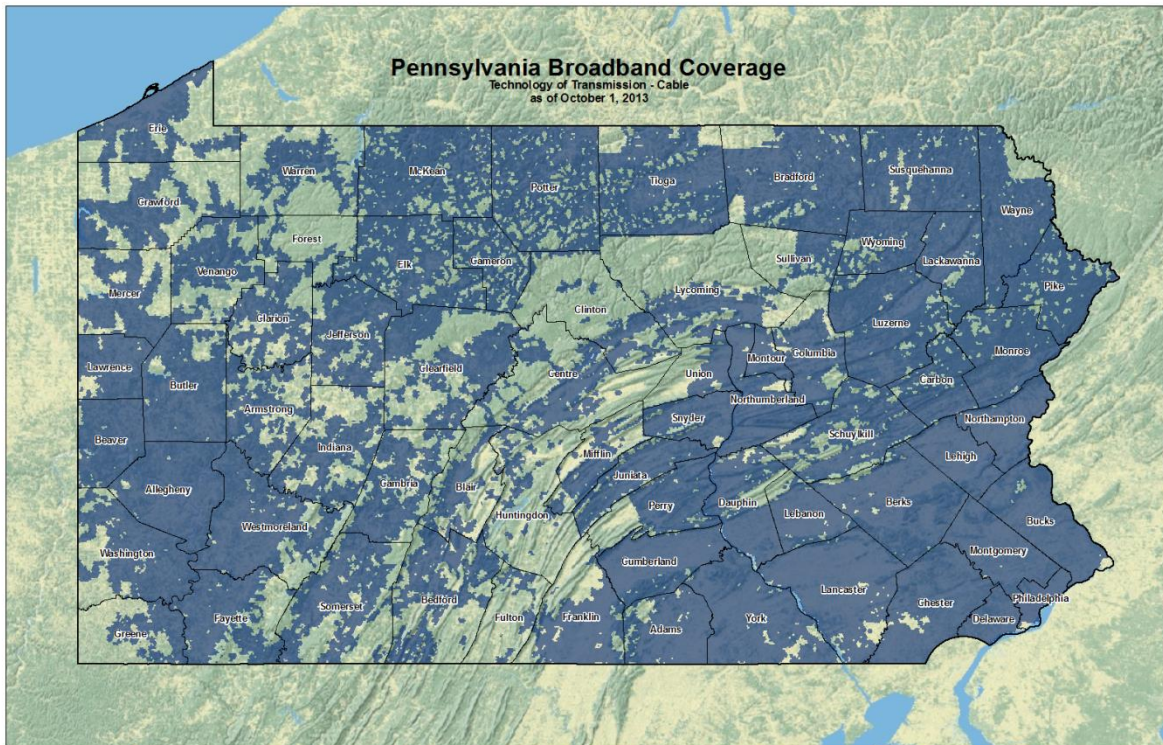 Pennsylvania Broadband Coverage
Technology of Transmission - Cable
as of October 1, 2013
Erie
Warren
McKean
Potter
Tioga
Bradford
Susquehanna
Wayne
Crawford
Forest
Venango
Elk
Cameron
Sullivan
Wyoming
Lackawanna
Pike
Mercer
Clarion
Jefferson
Clinton
Lycoming
Luzerne
Lawrence
Butler
Clearfield
Centre
Union
Montour
Columbia
Monroe
Carbon
Armstrong
Northumberland
Snyder
Northampton
Beaver
Indiana
Mifflin
Schuylkill
Lehigh
Allegheny
Cambria
Blair
Juniata
Huntingdon
Perry
Dauphin
Lebanon
Berks
Bucks
Westmoreland
Washington
Cumberland
Montgomery
Lancaster
Philadelphia
Greene
Fayette
Somerset
Bedford
Fulton
Franklin
Adams
York
Chester
Delaware